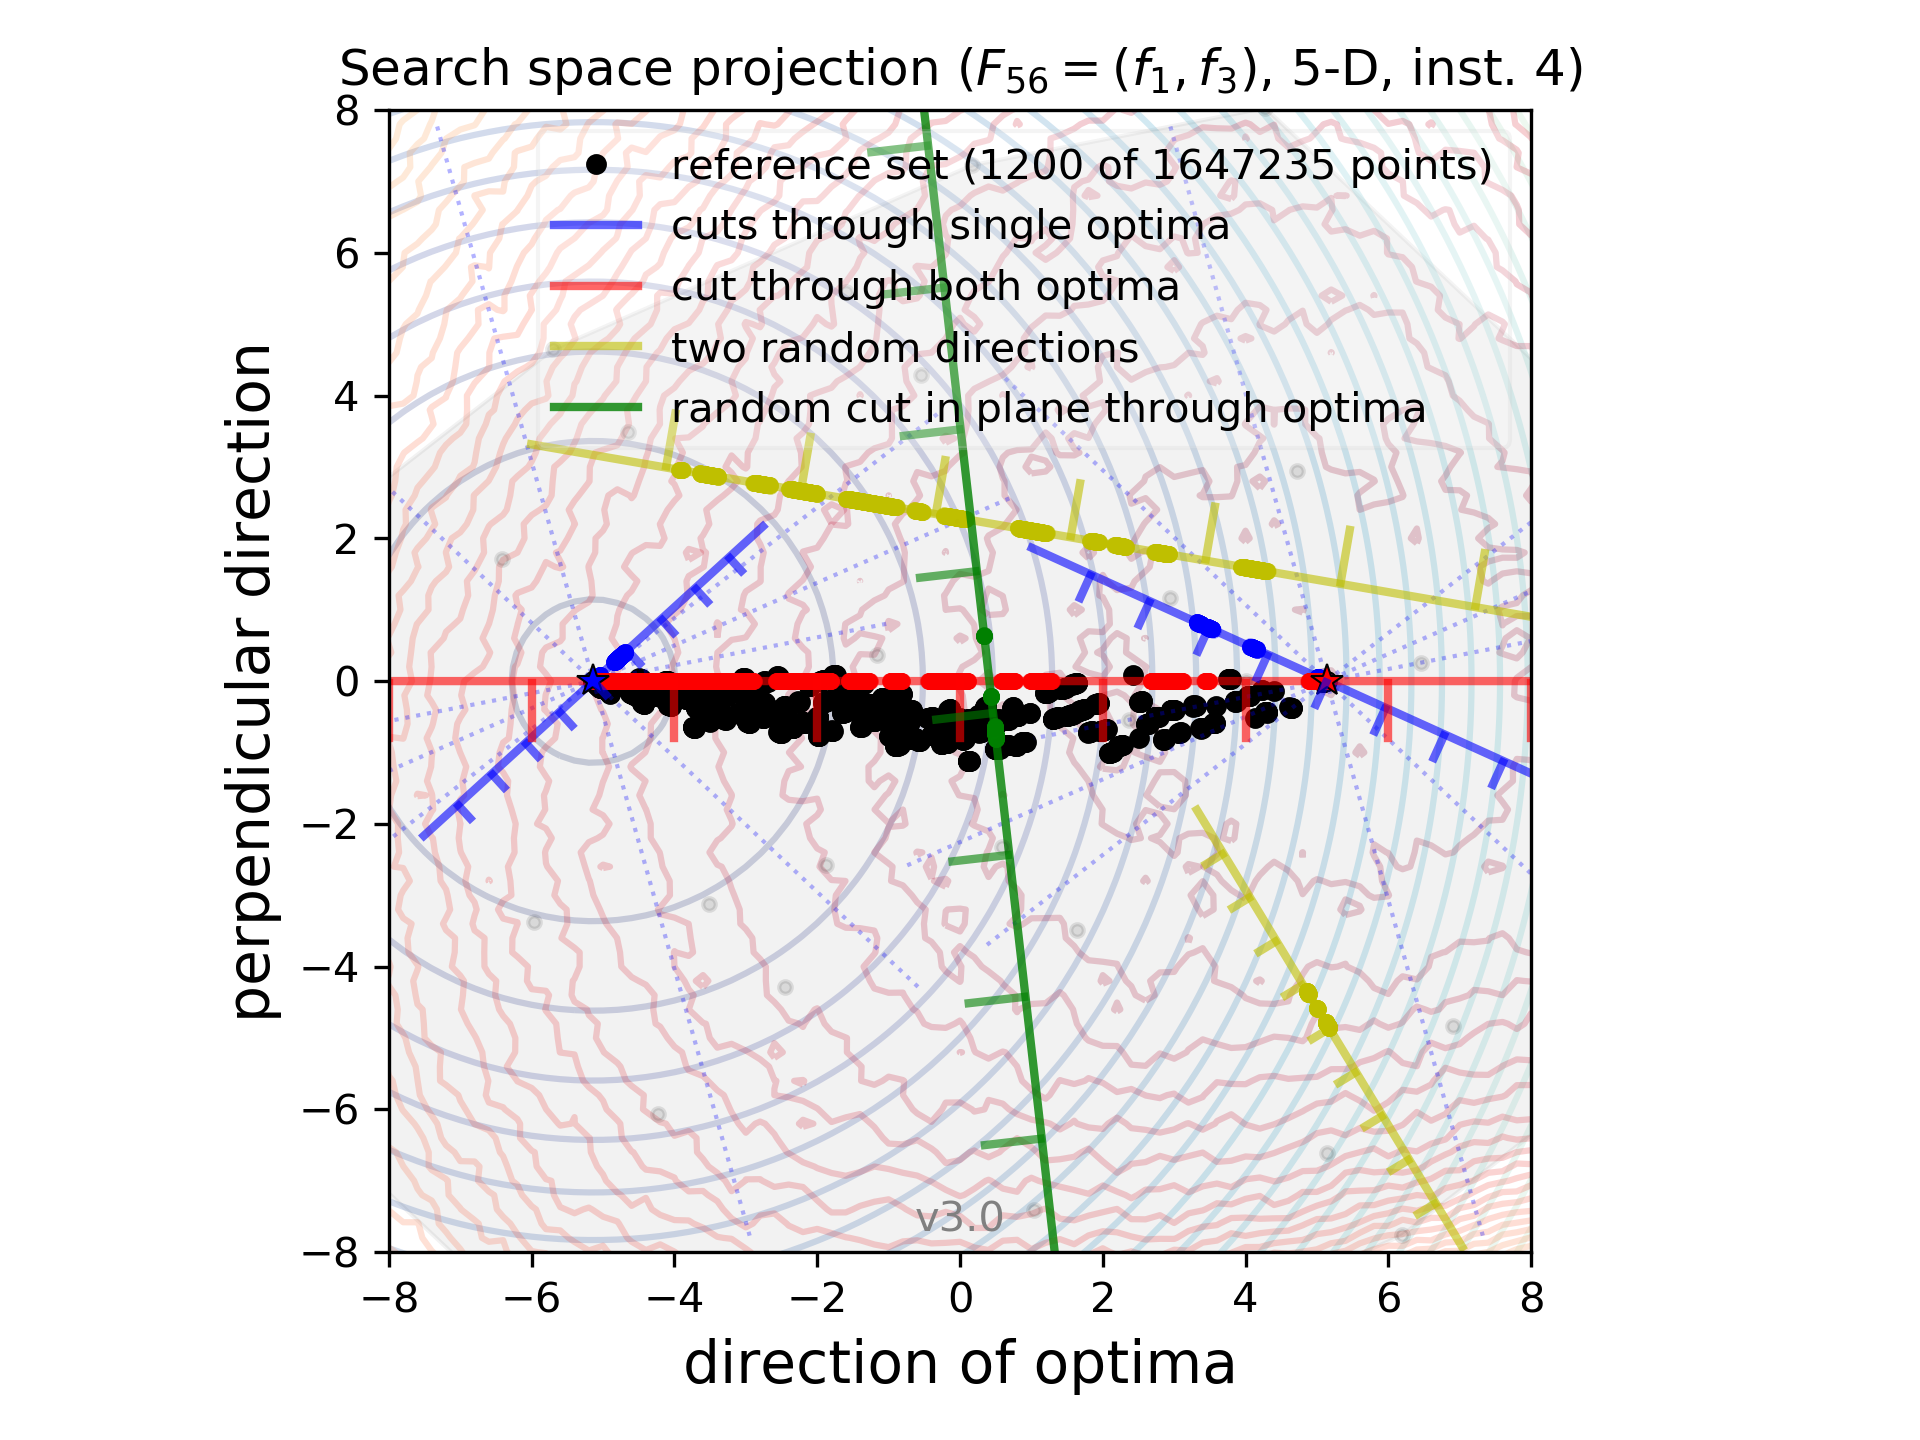 Search space projection (F₅₆ = (f₁, f₃), 5-D, inst. 4)
reference set (1200 of 1647235 points)
cuts through single optima
cut through both optima
two random directions
random cut in plane through optima
8
6
4
2
0
−2
−4
−6
−8
perpendicular direction
v3.0
−8 −6 −4 −2 0 2 4 6 8
direction of optima